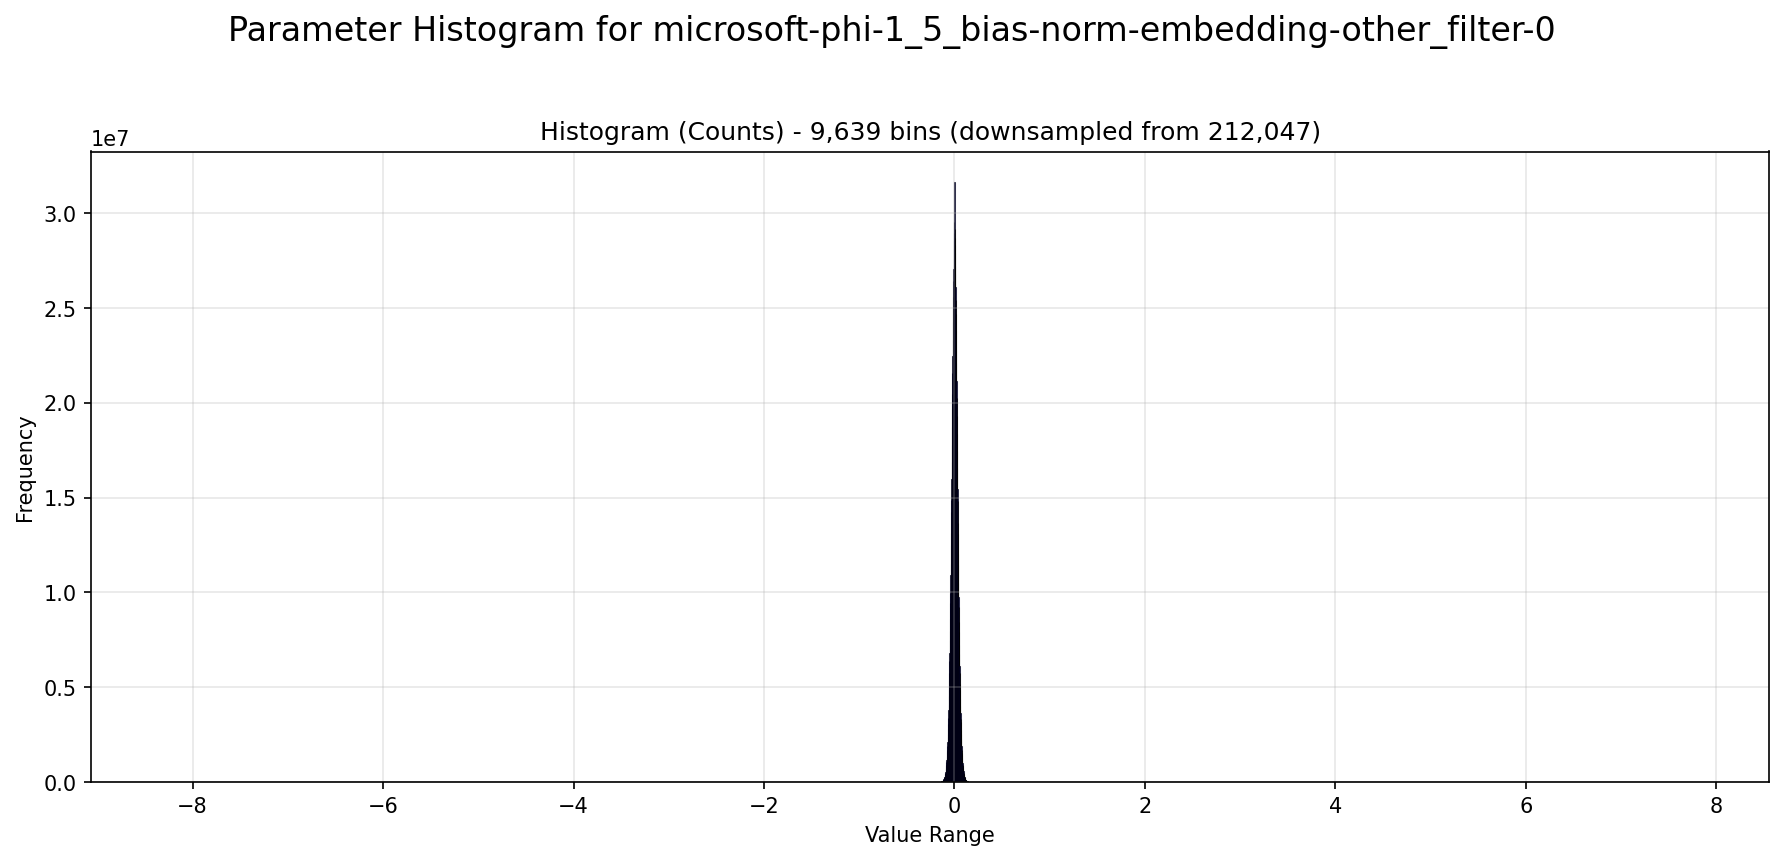 Parameter Histogram for microsoft-phi-1_5_bias-norm-embedding-other_filter-0
Histogram (Counts) - 9,639 bins (downsampled from 212,047)
1e7
3.0
2.5
2.0
1.5
1.0
0.5
0.0
Frequency
−8 −6 −4 −2 0 2 4 6 8
Value Range